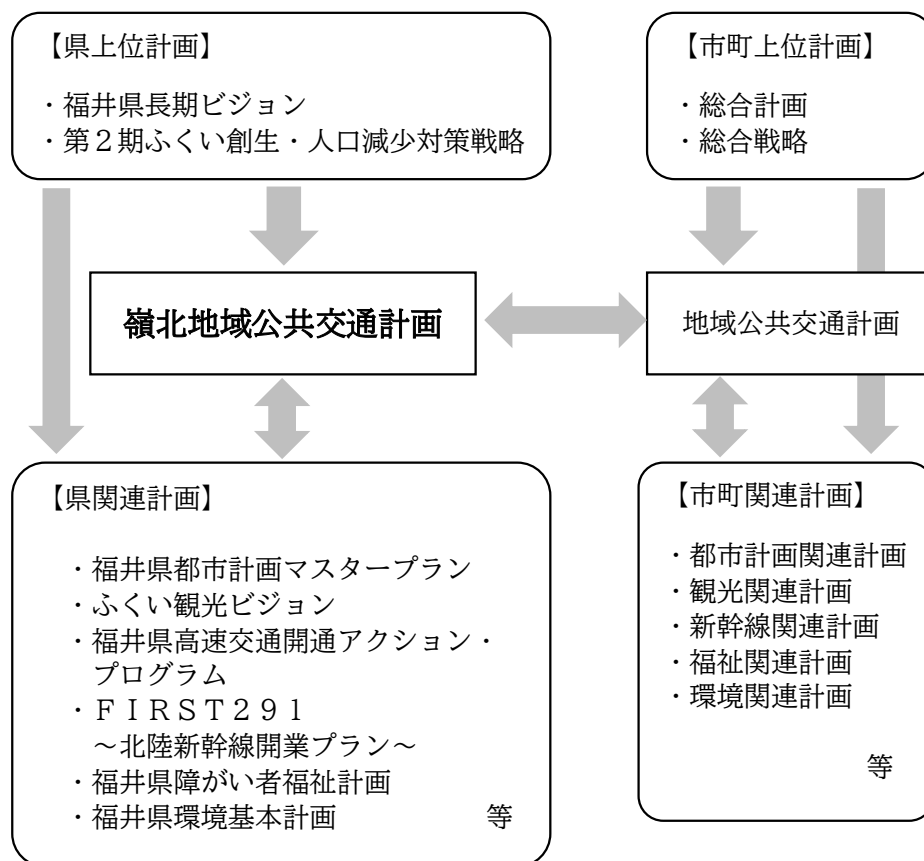 【県上位計画】
・福井県長期ビジョン
・第２期ふくい創生・人口減少対策戦略
【市町上位計画】
・総合計画
・総合戦略
嶺北地域公共交通計画
地域公共交通計画
【県関連計画】
・福井県都市計画マスタープラン
・ふくい観光ビジョン
・福井県高速交通開通アクション・
プログラム
・ＦＩＲＳＴ２９１
～北陸新幹線開業プラン～
・福井県障がい者福祉計画
・福井県環境基本計画　　　　　等
【市町関連計画】
・都市計画関連計画
・観光関連計画
・新幹線関連計画
・福祉関連計画
・環境関連計画
等